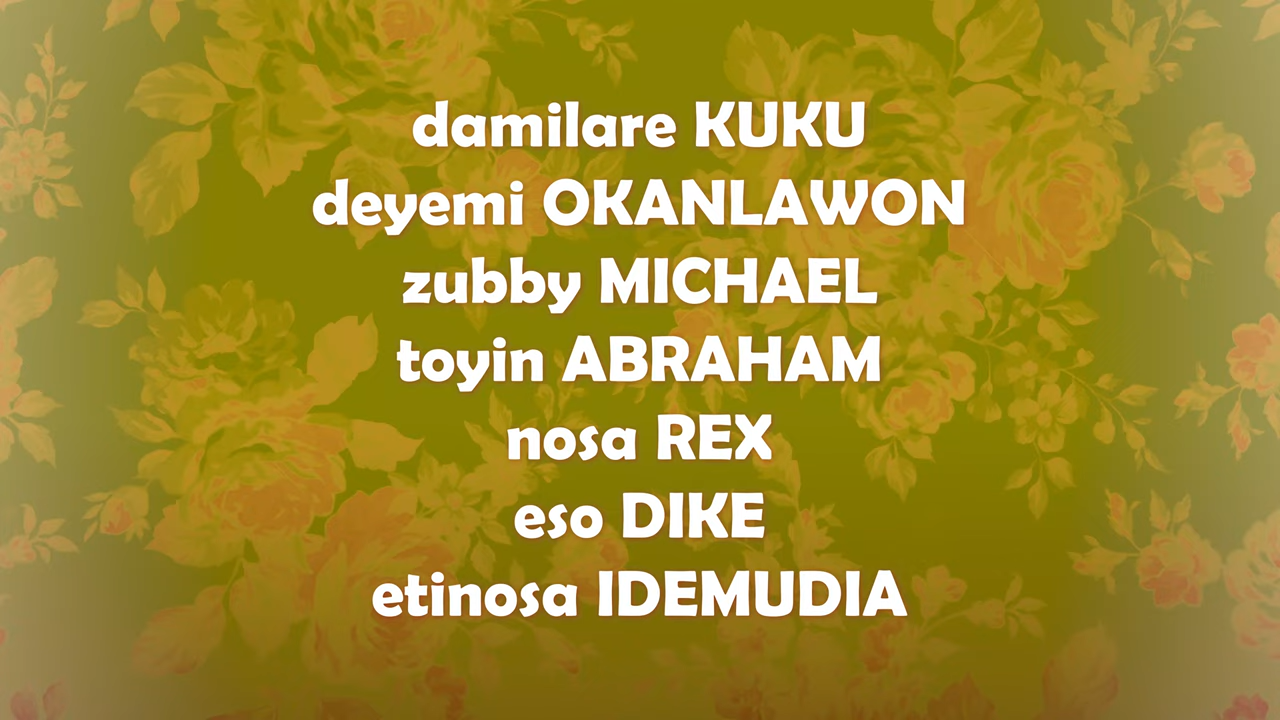 damilare KUKU
deyemi OKANLAWON
zubby MICHAEL
toyin ABRAHAM
nosa REX
eso DIKE
etinosa IDEMUDIA